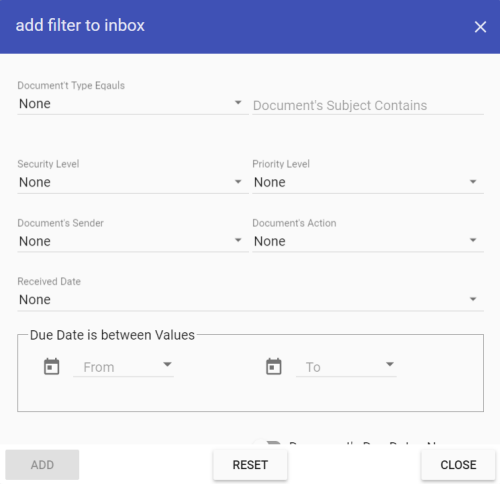 add filter to inbox
Document't Type Eqauls
None
Document's Subject Contains
Security Level
None
Priority Level
None
Document's Sender
None
Document's Action
None
Received Date
None
Due Date is between Values
From
To
ADD
RESET
CLOSE